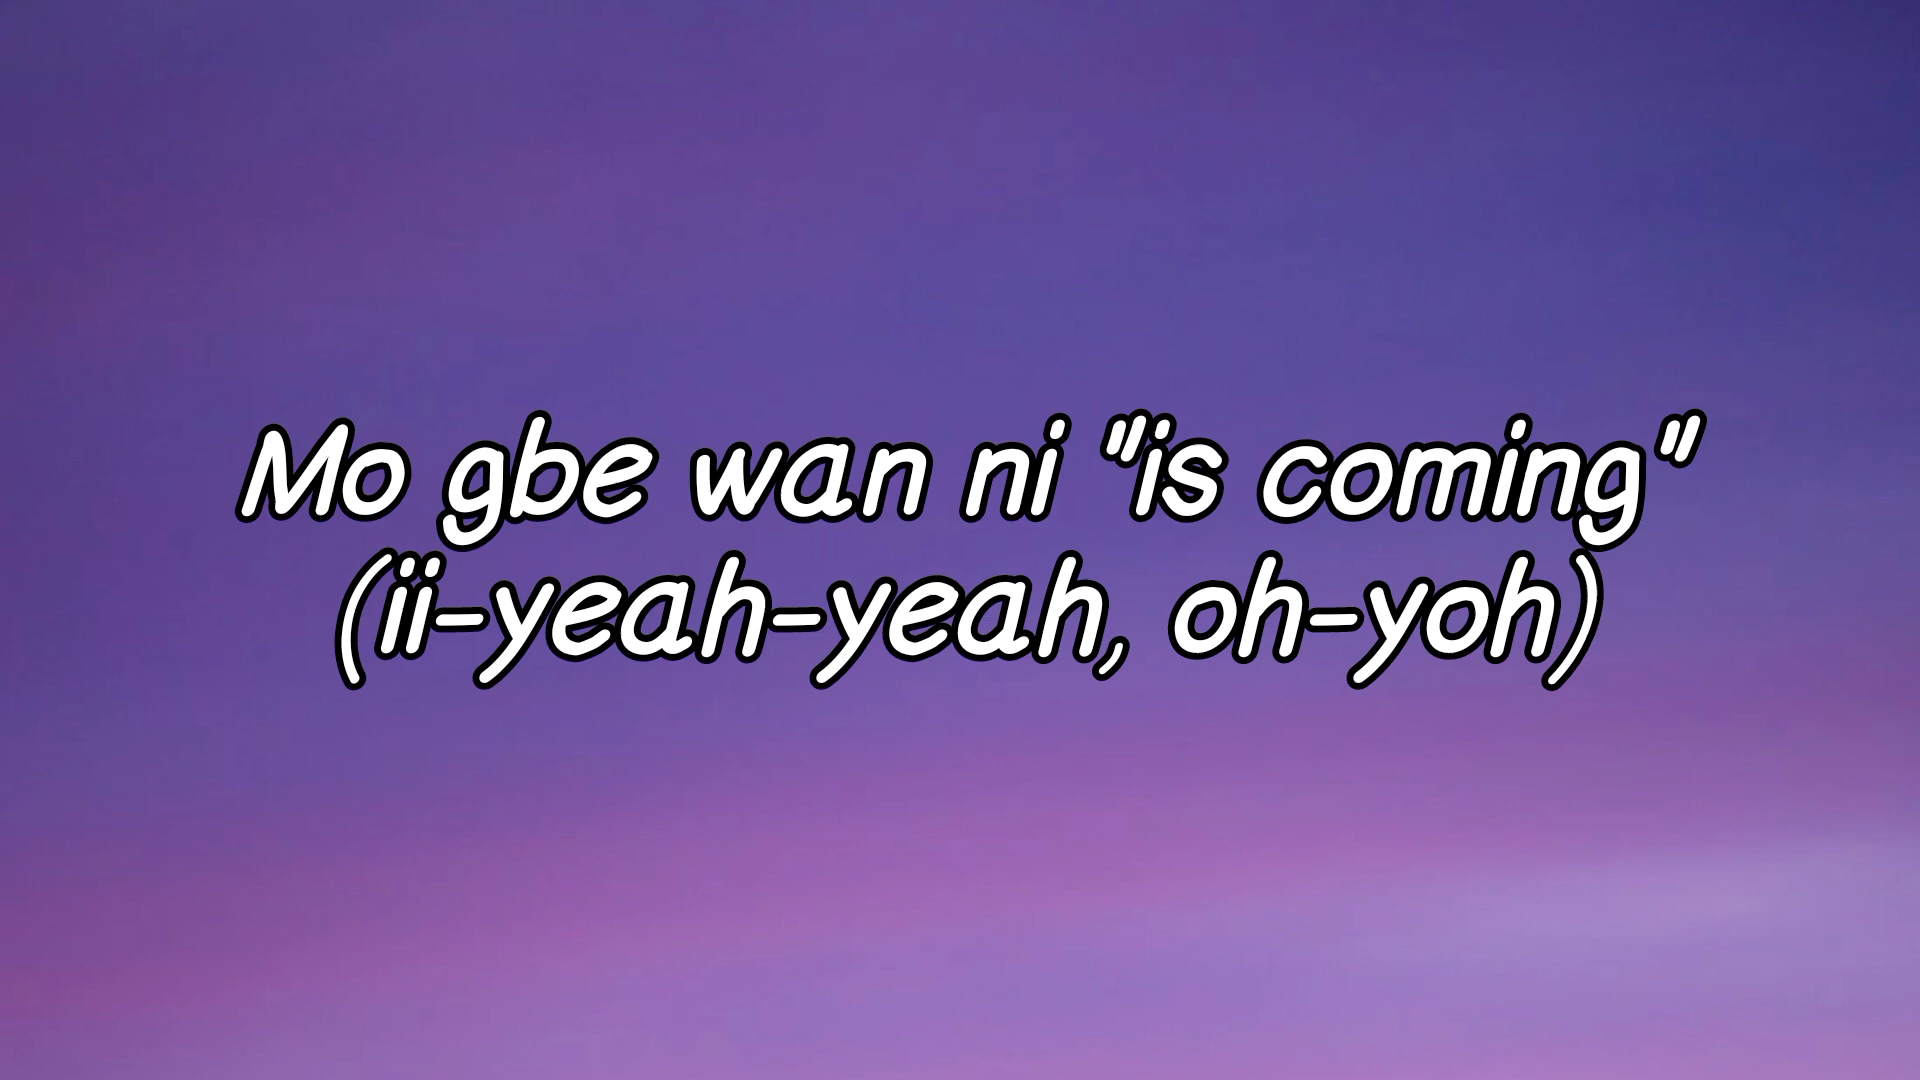 Mo gbe wan ni "is coming"
(ii-yeah-yeah, oh-yoh)